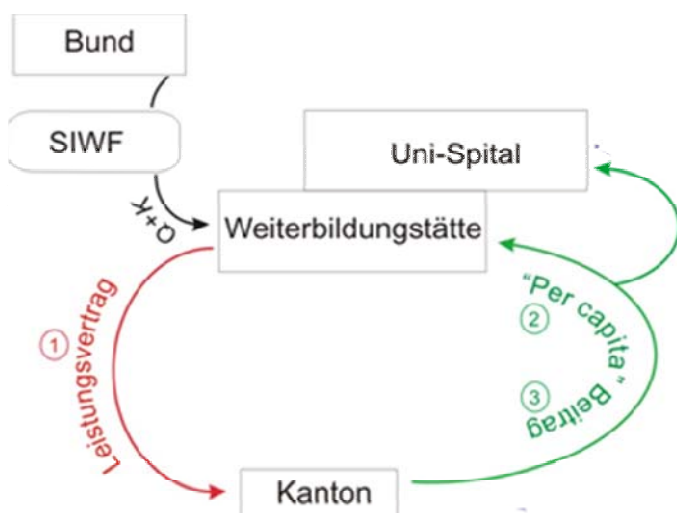 Bund
SIWF
Uni-Spital
Q+K
Weiterbildungstätte
1
Leistungsvertrag
"Per capita"
2
3
Beitrag
Kanton